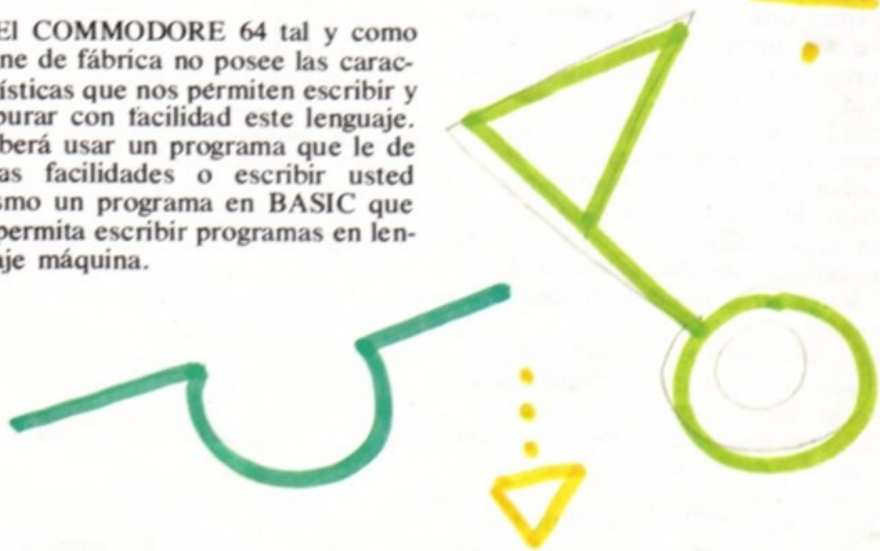 El COMMODORE 64 tal y como
ne de fábrica no posee las carac-
ísticas que nos pérmiten escribir y
purar con facilidad este lenguaje.
berá usar un programa que le de
as facilidades o escribir usted
smo un programa en BASIC que
permita escribir programas en len-
aje máquina.